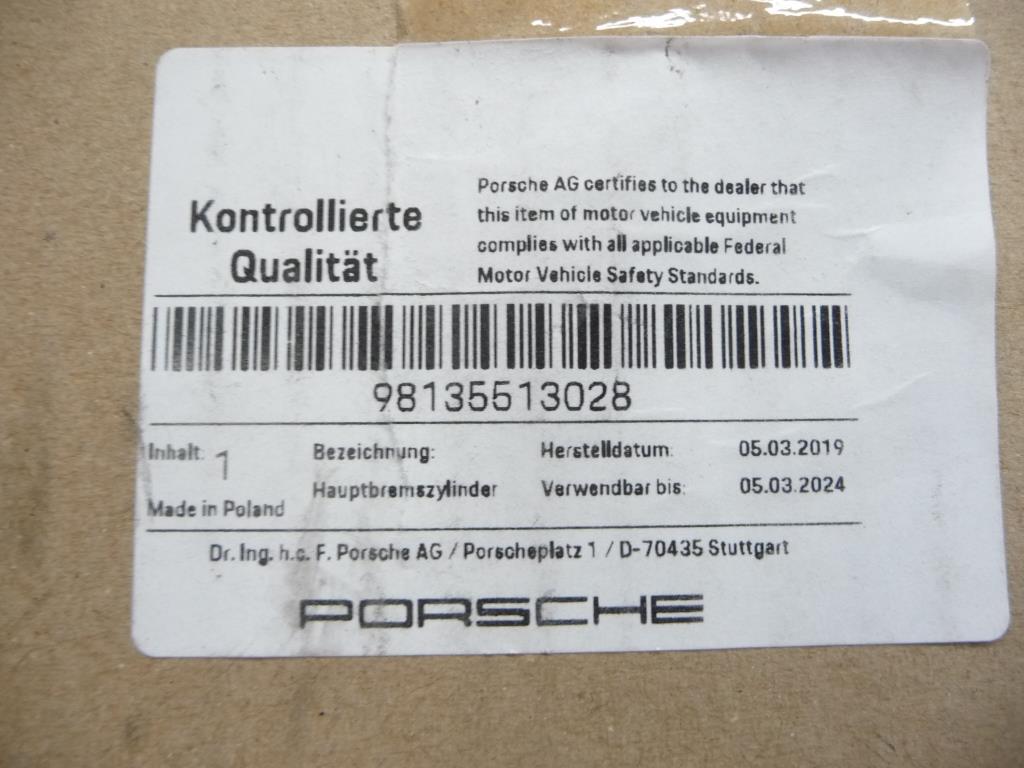 Kontrollierte
Qualität
Porsche AG certifies to the dealer that
this item of motor vehicle equipment
complies with all applicable Federal
Motor Vehicle Safety Standards.
98135513028
Inhalt: 1
Bezeichnung:
Herstelldatum: 05.03.2019
Hauptbremszylinder
Verwendbar bis: 05.03.2024
Made in Poland
Dr. Ing. h.c. F. Porsche AG / Porscheplatz 1 / D-70435 Stuttgart
PORSCHE